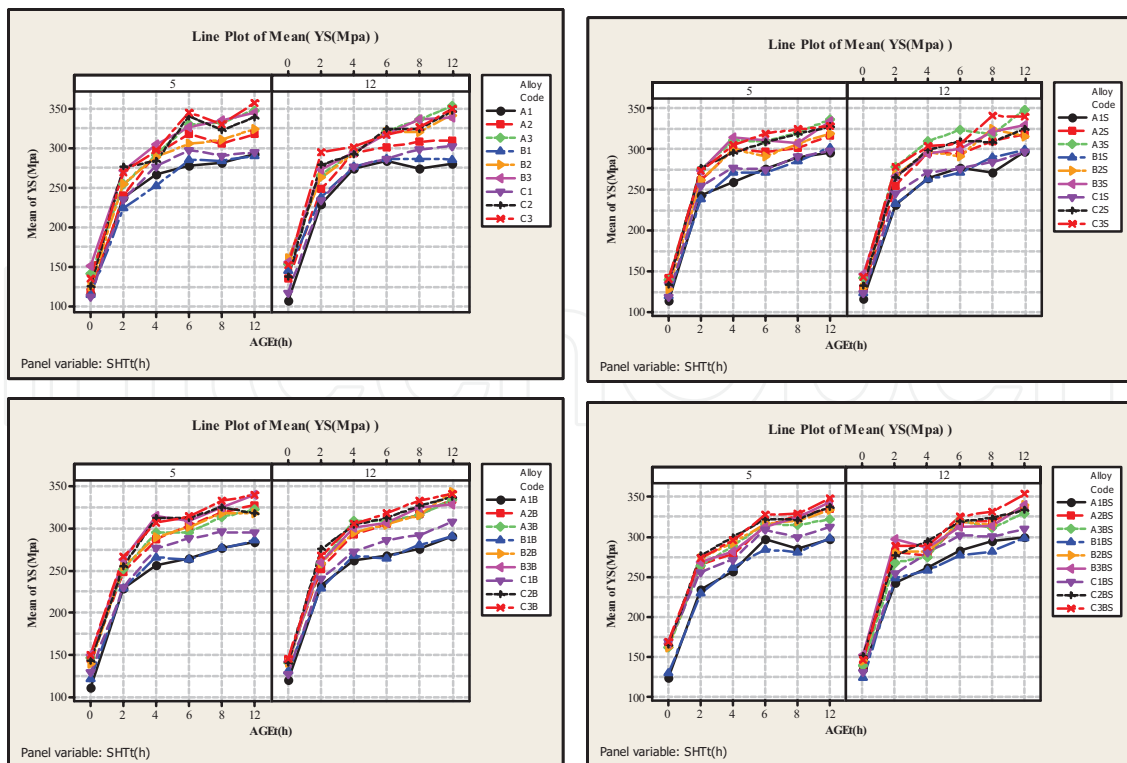 Line Plot of Mean( YS(Mpa) )
0 2 4 6 8 12
5 12
350
300
250
200
150
100
Mean of YS(Mpa)
0 2 4 6 8 12
AGEt(h)
Panel variable: SHTt(h)
Alloy
Code
A1
A2
A3
B1
B2
B3
C1
C2
C3
Line Plot of Mean( YS(Mpa) )
0 2 4 6 8 12
5 12
350
300
250
200
150
100
Mean of YS(Mpa)
0 2 4 6 8 12
AGEt(h)
Panel variable: SHTt(h)
Alloy
Code
A1S
A2S
A3S
B1S
B2S
B3S
C1S
C2S
C3S
Line Plot of Mean( YS(Mpa) )
0 2 4 6 8 12
5 12
350
300
250
200
150
100
Mean of YS(Mpa)
0 2 4 6 8 12
AGEt(h)
Panel variable: SHTt(h)
Alloy
Code
A1B
A2B
A3B
B1B
B2B
B3B
C1B
C2B
C3B
Line Plot of Mean( YS(Mpa) )
0 2 4 6 8 12
5 12
350
300
250
200
150
100
Mean of YS(Mpa)
0 2 4 6 8 12
AGEt(h)
Panel variable: SHTt(h)
Alloy
Code
A1BS
A2BS
A3BS
B1BS
B2BS
B3BS
C1BS
C2BS
C3BS